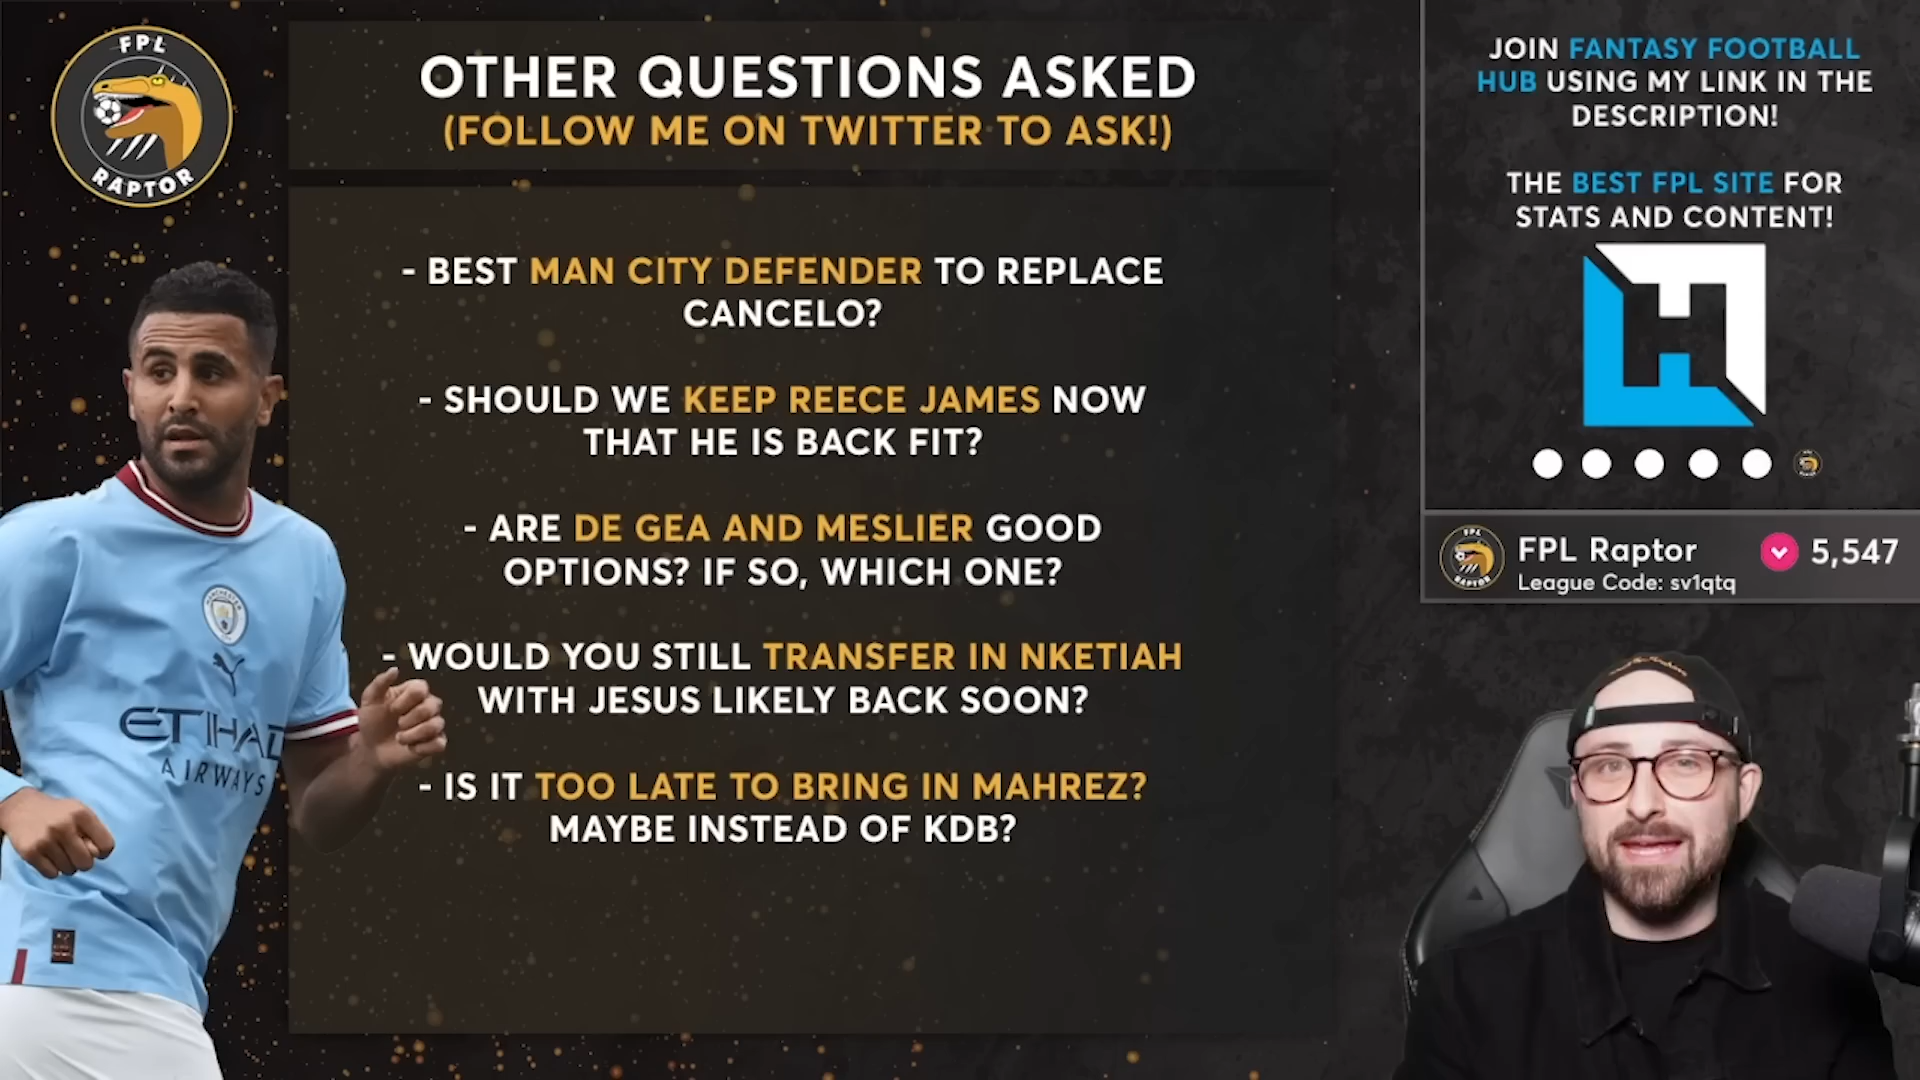 FPL
RAPTOR
OTHER QUESTIONS ASKED
(FOLLOW ME ON TWITTER TO ASK!)
- BEST MAN CITY DEFENDER TO REPLACE
CANCELO?
- SHOULD WE KEEP REECE JAMES NOW
THAT HE IS BACK FIT?
- ARE DE GEA AND MESLIER GOOD
OPTIONS? IF SO, WHICH ONE?
- WOULD YOU STILL TRANSFER IN NKETIAH
WITH JESUS LIKELY BACK SOON?
- IS IT TOO LATE TO BRING IN MAHREZ?
MAYBE INSTEAD OF KDB?
MANCHESTER
CITY
ETIHAD
AIRWAYS
JOIN FANTASY FOOTBALL
HUB USING MY LINK IN THE
DESCRIPTION!
THE BEST FPL SITE FOR
STATS AND CONTENT!
H
FPL
RAPTOR
FPL Raptor
5,547
League Code: sv1qtq